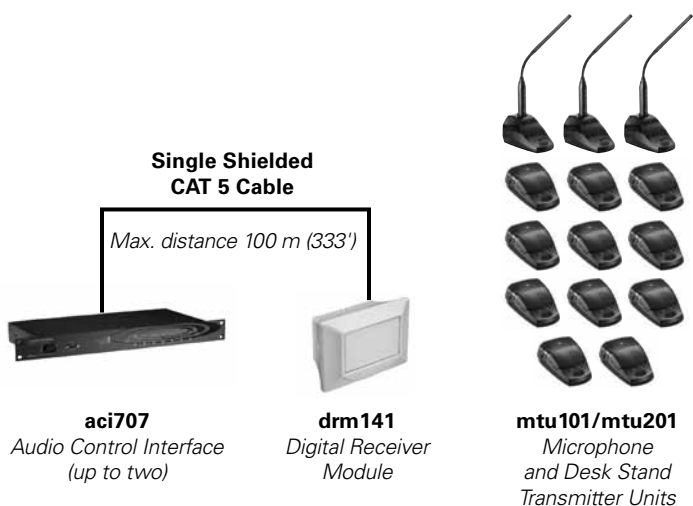 Single Shielded
CAT 5 Cable
Max. distance 100 m (333')
aci707
Audio Control Interface
(up to two)
drm141
Digital Receiver
Module
mtu101/mtu201
Microphone
and Desk Stand
Transmitter Units